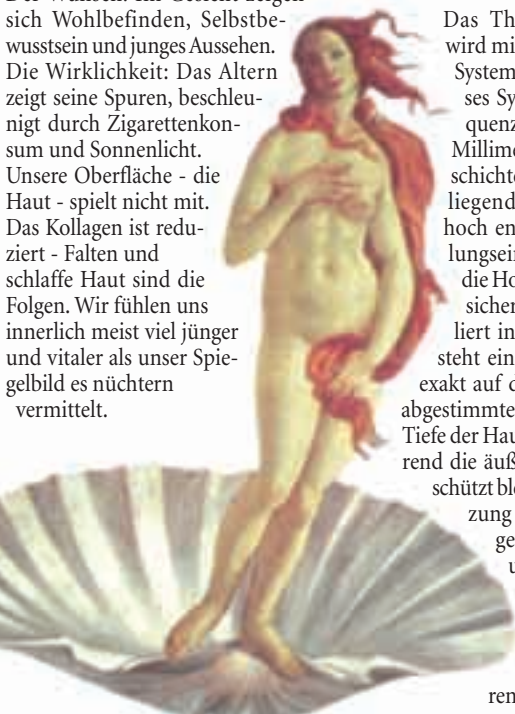 sich Wohlbefinden, Selbstbe-
wusstsein und junges Aussehen.
Die Wirklichkeit: Das Altern
zeigt seine Spuren, beschleu-
nigt durch Zigarettenkon-
sum und Sonnenlicht.
Unsere Oberfläche - die
Haut - spielt nicht mit.
Das Kollagen ist redu-
ziert - Falten und
schlaffe Haut sind die
Folgen. Wir fühlen uns
innerlich meist viel jünger
und vitaler als unser Spie-
gelbild es nüchtern
vermittelt.
Das Th
wird mi
System
ses Sy
quenz
Millime
schichte
liegend
hoch en
lungsein
die Ho
sicher
liert in
steht ein
exakt auf d
abgestimmte
Tiefe der Hau
rend die äuß
schützt ble
zung
ge
u
ren